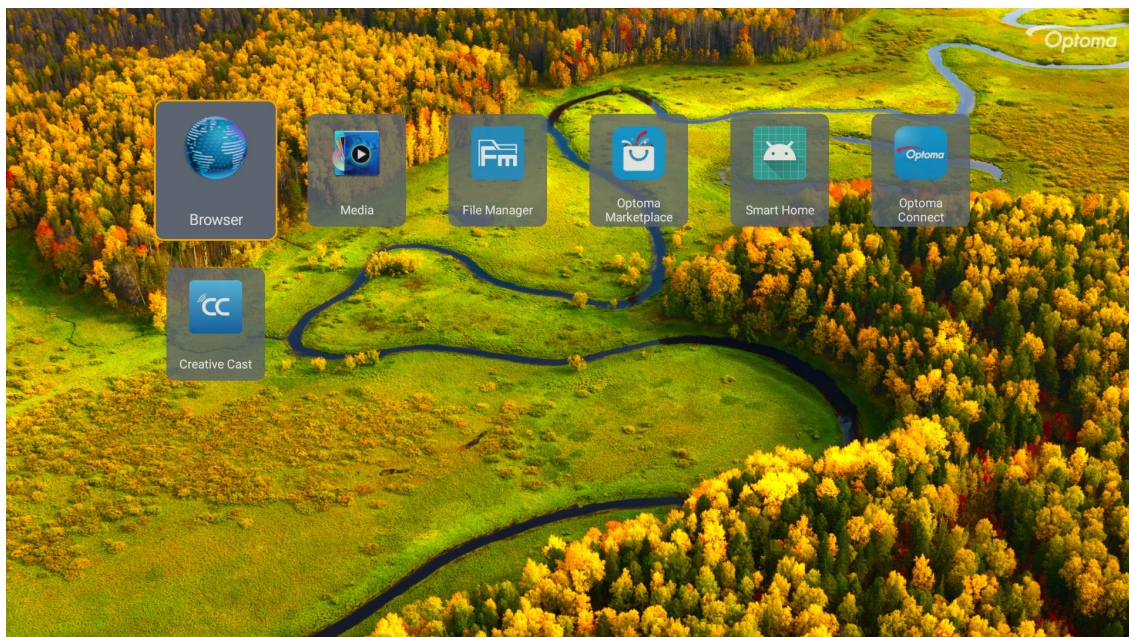 Optoma
Browser
Media
File Manager
Optoma
Marketplace
Smart Home
Optoma
Optoma
Connect
CC
Creative Cast
Fm